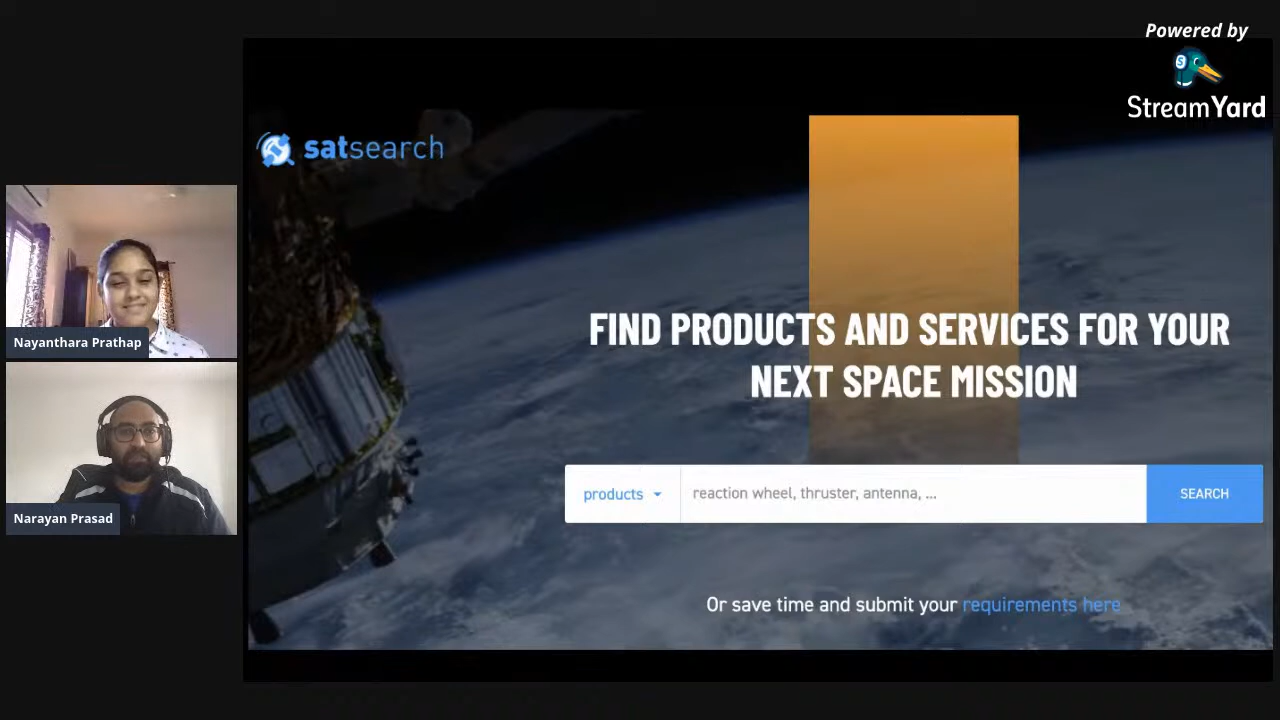 Powered by
StreamYard
satsearch
Nayanthara Prathap
Narayan Prasad
FIND PRODUCTS AND SERVICES FOR YOUR
NEXT SPACE MISSION
products
reaction wheel, thruster, antenna, ...
SEARCH
Or save time and submit your requirements here